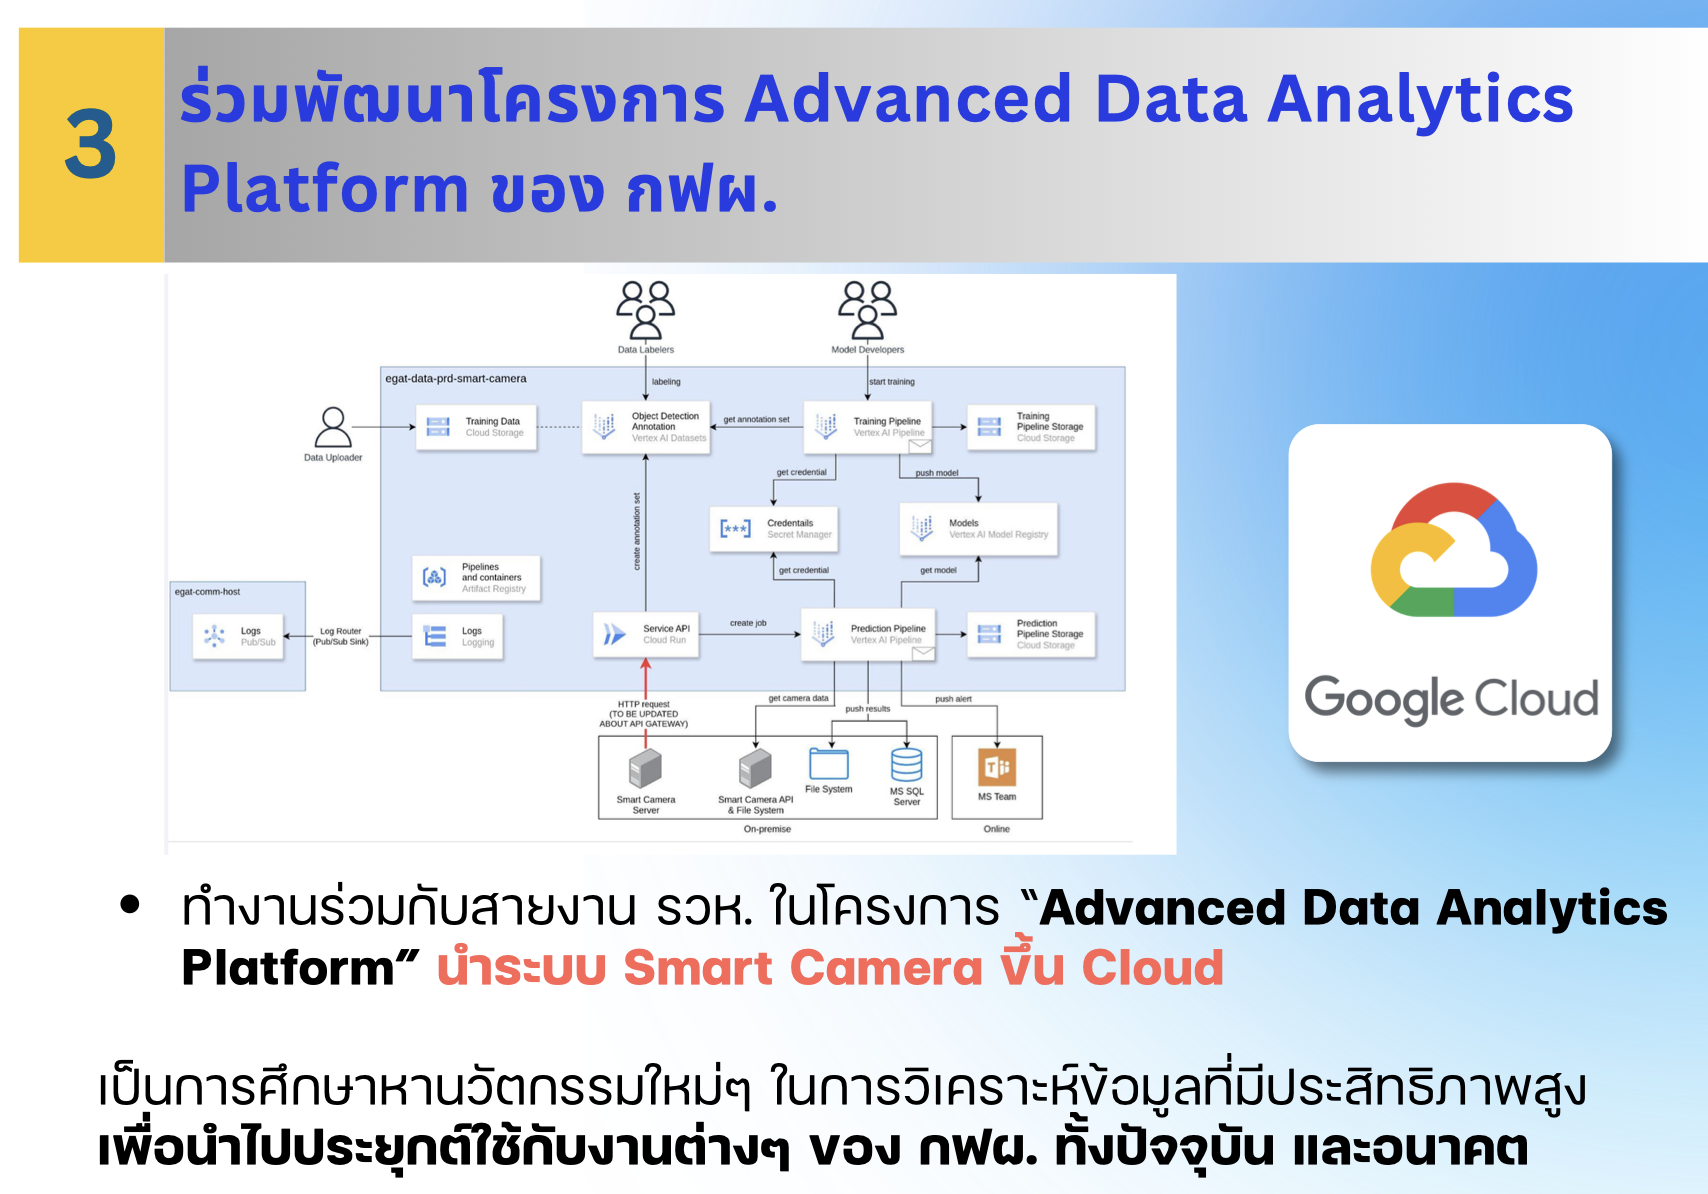 3
ร่วมพัฒนาโครงการ Advanced Data Analytics
Platform ของ กฟผ.
Data Labelers
Model Developers
egat-data-prd-smart-camera
labeling
start training
Data Uploader
Training Data
Cloud Storage
Object Detection
Annotation
Vertex AI Datasets
get annotation set
Training Pipeline
Vertex AI Pipeline
Training
Pipeline Storage
Cloud Storage
get credential
push model
create annotation set
Credentails
Secret Manager
Models
Vertex AI Model Registry
Pipelines
and containers
Artifact Registry
get credential
get model
egat-comm-host
Logs
Pub/Sub
Log Router
(Pub/Sub Sink)
Logs
Logging
Service API
Cloud Run
create job
Prediction Pipeline
Vertex AI Pipeline
Prediction
Pipeline Storage
Cloud Storage
HTTP request
(TO BE UPDATED
ABOUT API GATEWAY)
get camera data
push results
push alert
Smart Camera
Server
Smart Camera API
& File System
File System
MS SQL
Server
MS Team
On-premise
Online
Google Cloud
• ทำงานร่วมกับสายงาน รวห. ในโครงการ “Advanced Data Analytics
Platform” นำระบบ Smart Camera ขึ้น Cloud
เป็นการศึกษาหานวัตกรรมใหม่ๆ ในการวิเคราะห์ข้อมูลที่มีประสิทธิภาพสูง
เพื่อนำไปประยุกต์ใช้กับงานต่างๆ ของ กฟผ. ทั้งปัจจุบัน และอนาคต